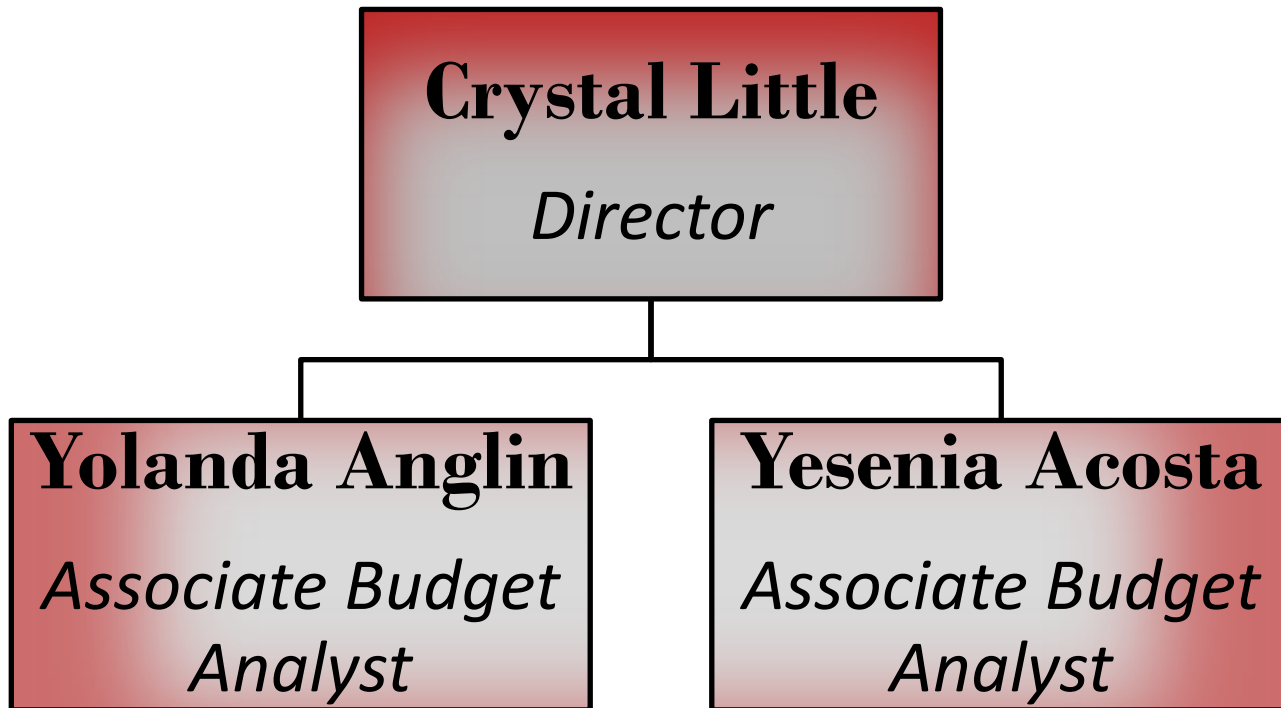 Crystal Little
Director
Yolanda Anglin
Associate Budget
Analyst
Yesenia Acosta
Associate Budget
Analyst